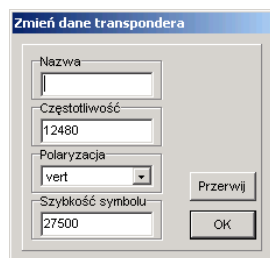 Zmień dane transpondera
Nazwa
Częstotliwość
12480
Polaryzacja
vert
Przerwij
Szybkość symbolu
27500
OK